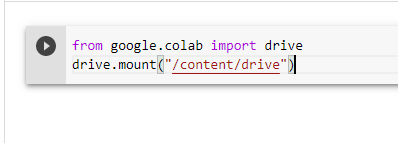 from google.colab import drive
drive.mount("/content/drive")